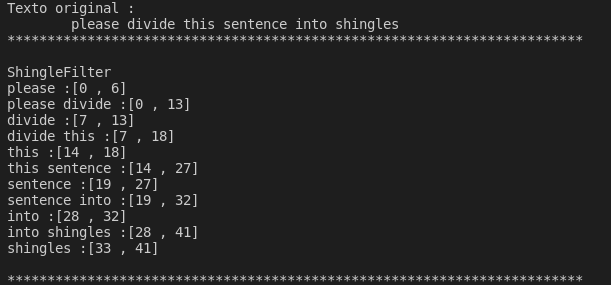 Texto original :
please divide this sentence into shingles
************************************************************************
ShingleFilter
please :[0 , 6]
please divide :[0 , 13]
divide :[7 , 13]
divide this :[7 , 18]
this :[14 , 18]
this sentence :[14 , 27]
sentence :[19 , 27]
sentence into :[19 , 32]
into :[28 , 32]
into shingles :[28 , 41]
shingles :[33 , 41]
************************************************************************